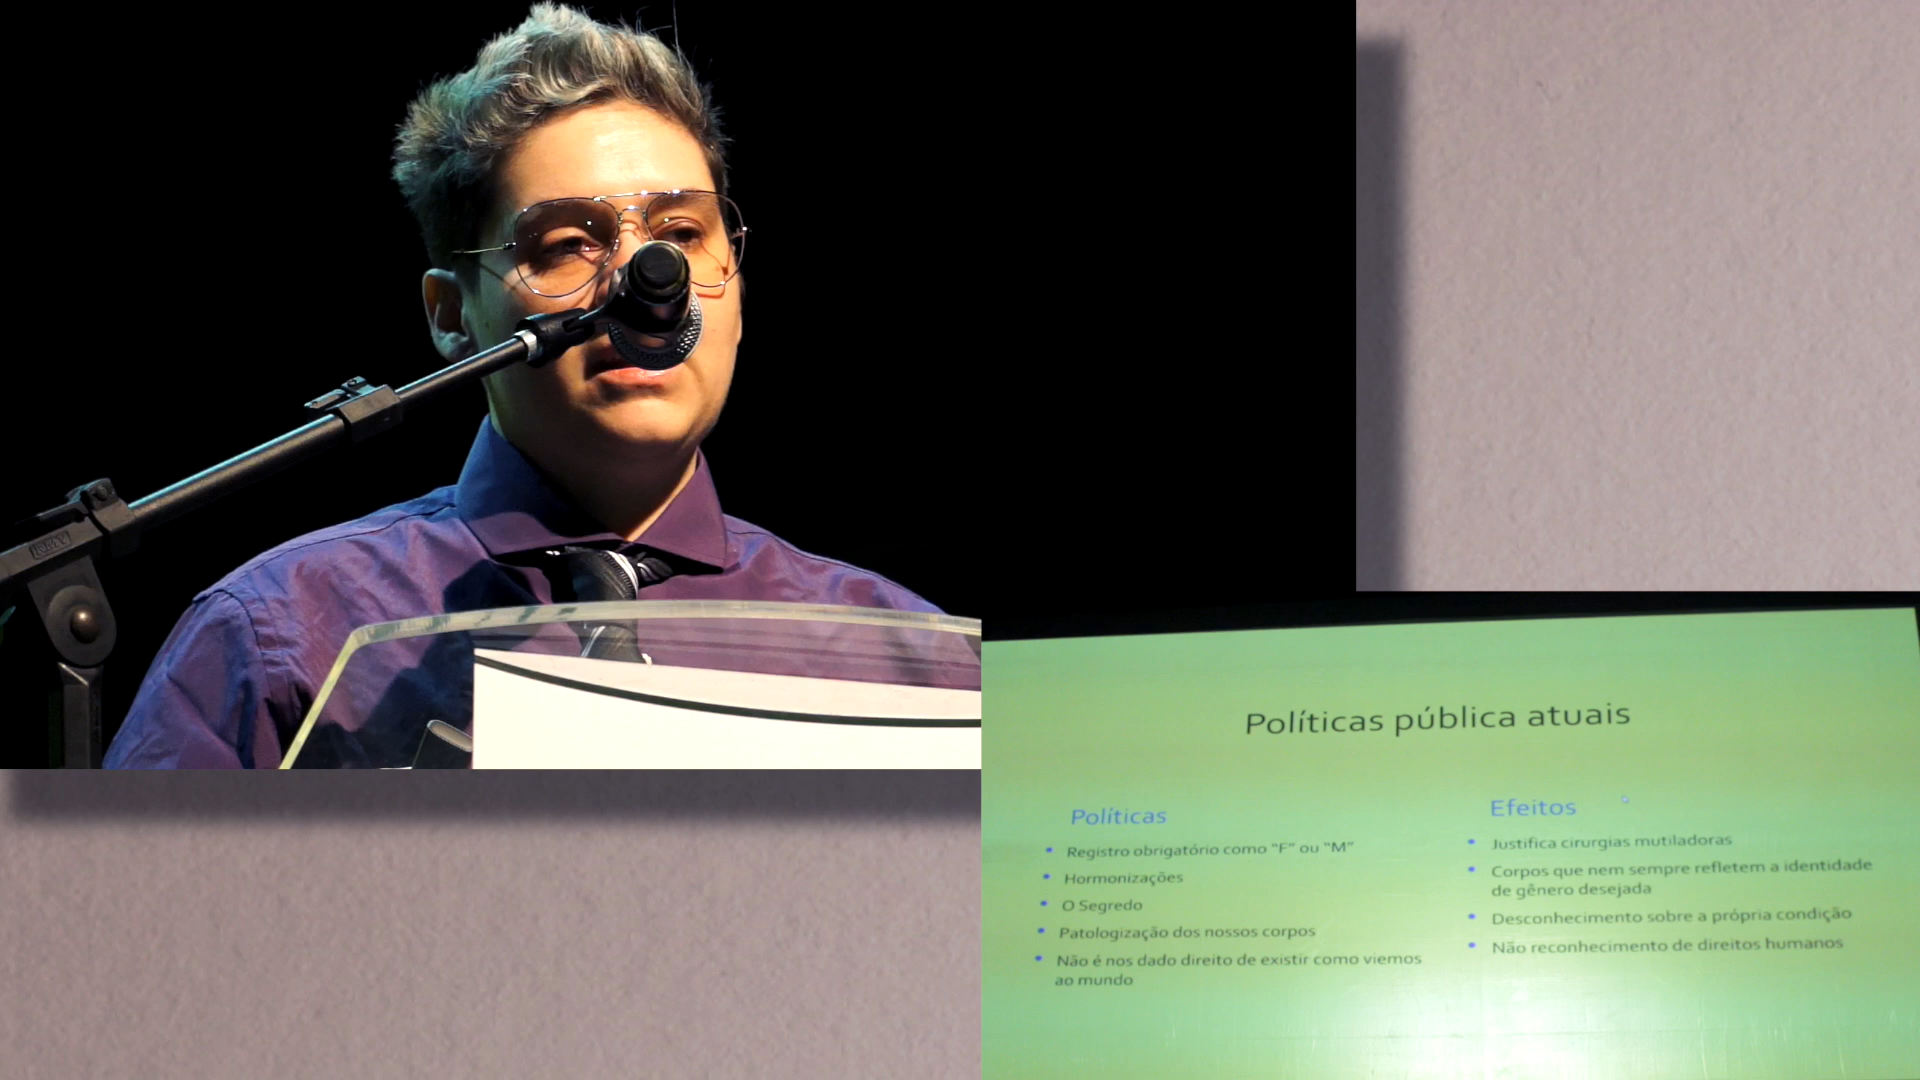 Políticas pública atuais
Políticas
Registro obrigatório como "F" ou "M"
Hormonizações
O Segredo
Patologização dos nossos corpos
Não é nos dado direito de existir como viemos
ao mundo
Efeitos
Justifica cirurgias mutiladoras
Corpos que nem sempre refletem a identidade
de gênero desejada
Desconhecimento sobre a própria condição
Não reconhecimento de direitos humanos